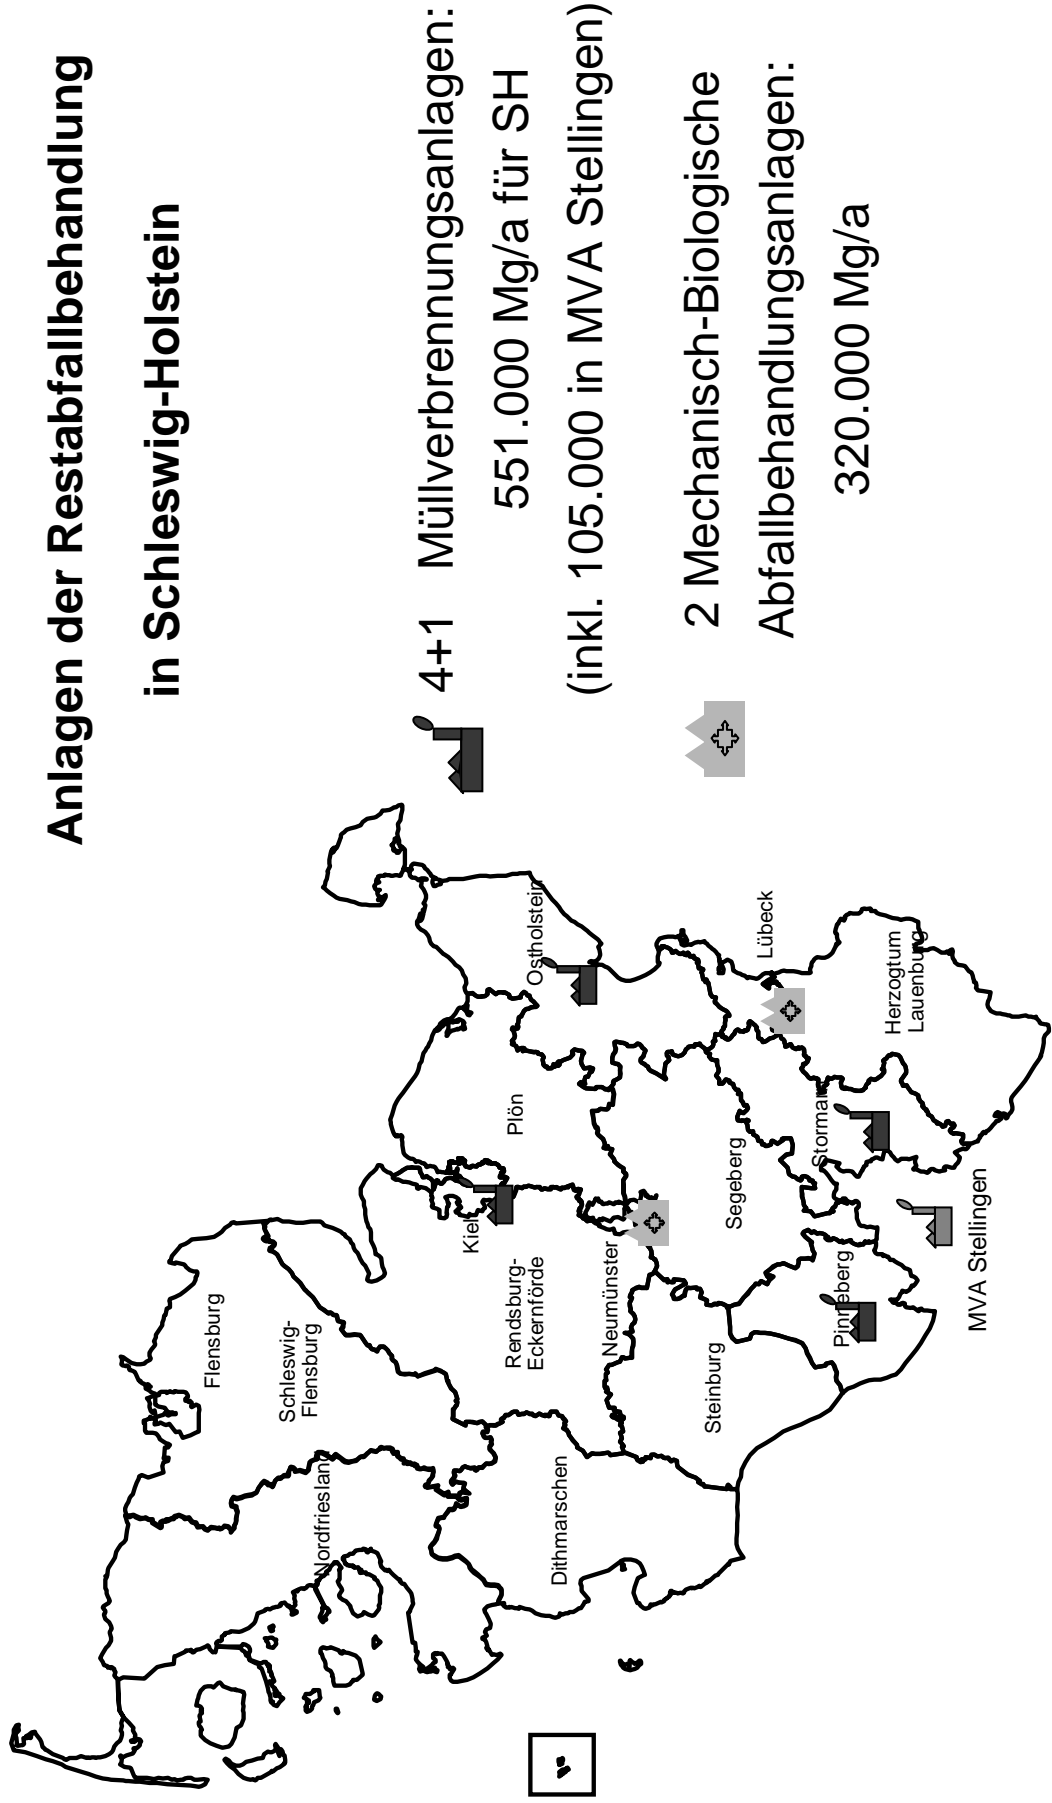 Anlagen der Restabfallbehandlung
in Schleswig-Holstein
4+1 Müllverbrennungsanlagen:
551.000 Mg/a für SH
(inkl. 105.000 in MVA Stellingen)
2 Mechanisch-Biologische
Abfallbehandlungsanlagen:
320.000 Mg/a
Flensburg
Schleswig-
Flensburg
Nordfriesland
Kiel
Plön
Ostholstein
Rendsburg-
Eckernförde
Dithmarschen
Neumünster
Steinburg
Segeberg
Lübeck
Stormarn
Pinneberg
Herzogtum
Lauenburg
MVA Stellingen